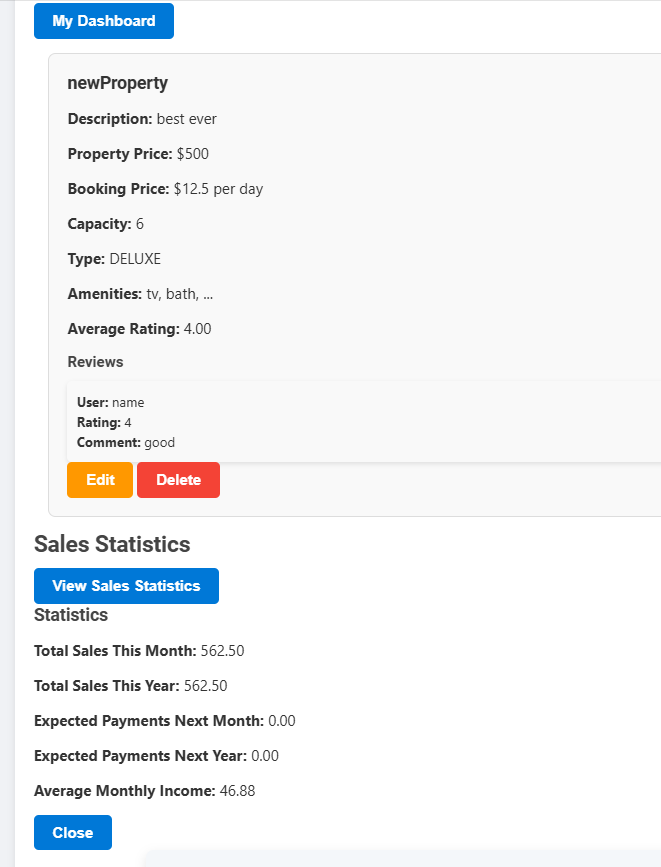 My Dashboard
newProperty
Description: best ever
Property Price: $500
Booking Price: $12.5 per day
Capacity: 6
Type: DELUXE
Amenities: tv, bath, ...
Average Rating: 4.00
Reviews
User: name
Rating: 4
Comment: good
Edit Delete
Sales Statistics
View Sales Statistics
Statistics
Total Sales This Month: 562.50
Total Sales This Year: 562.50
Expected Payments Next Month: 0.00
Expected Payments Next Year: 0.00
Average Monthly Income: 46.88
Close